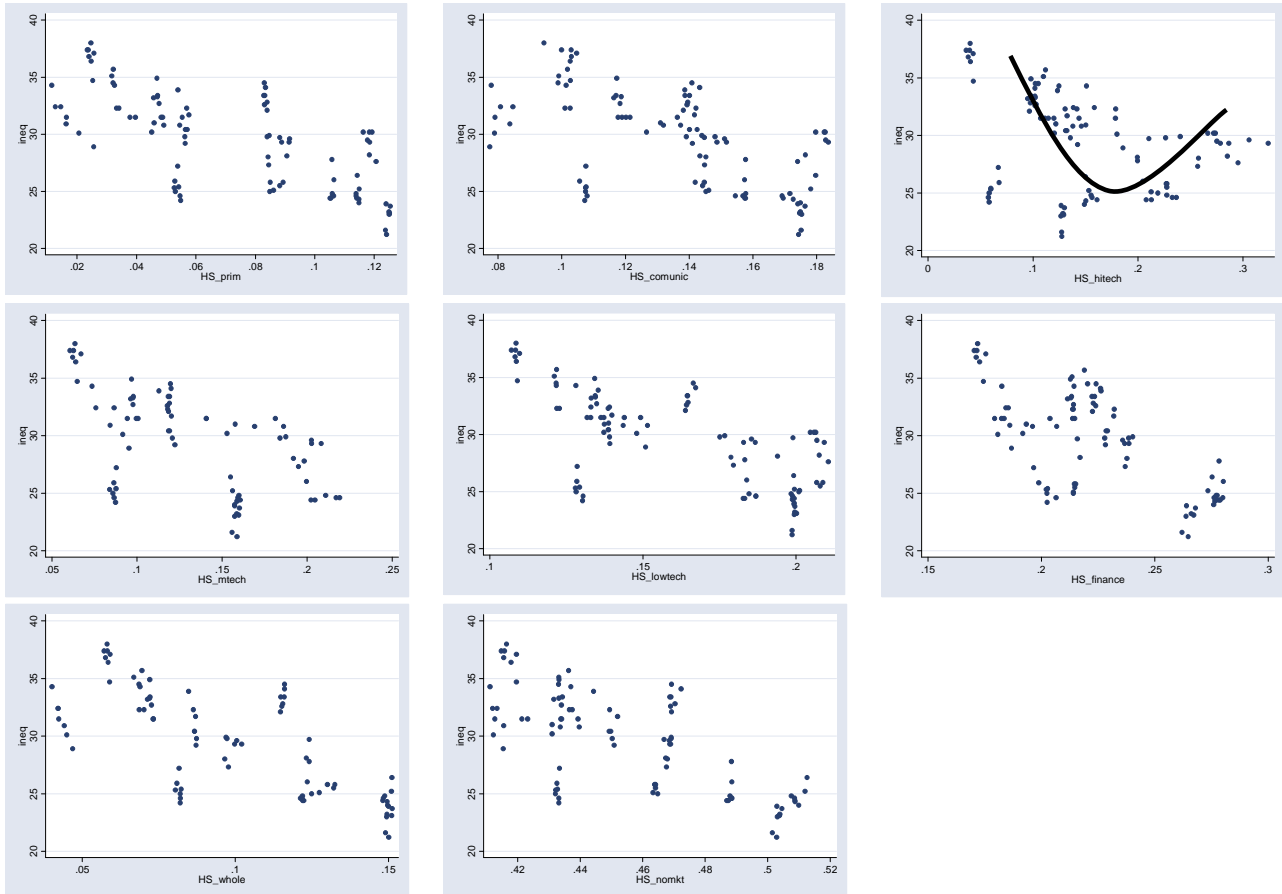 40
35
30
25
20
ineq
.02 .04 .06 .08 .1 .12
HS_prim
40
35
30
25
20
ineq
.08 .1 .12 .14 .16 .18
HS_comunic
40
35
30
25
20
ineq
0 .1 .2 .3
HS_hitech
40
35
30
25
20
ineq
.05 .1 .15 .2 .25
HS_mtech
40
35
30
25
20
ineq
.1 .15 .2
HS_lowtech
40
35
30
25
20
ineq
.15 .2 .25 .3
HS_finance
40
35
30
25
20
ineq
.05 .1 .15
HS_whole
40
35
30
25
20
ineq
.42 .44 .46 .48 .5 .52
HS_nomkt